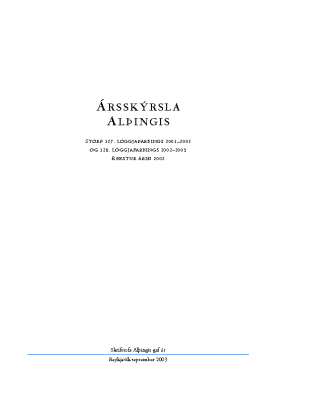 ÁRSSKÝRSLA
ALÞINGIS
STÖRF 127. LÖGGJAFARÞINGS 2001–2002
OG 128. LÖGGJAFARÞINGS 2002–2003
REKSTUR ÁRIÐ 2002
Skrifstofa Alþingis gaf út
Reykjavík september 2003